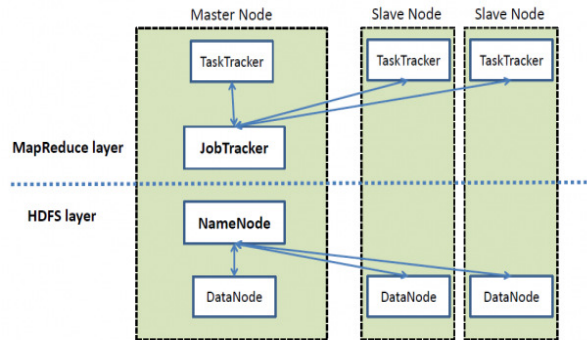 Master Node
Slave Node
Slave Node
TaskTracker
TaskTracker
TaskTracker
MapReduce layer
JobTracker
HDFS layer
NameNode
DataNode
DataNode
DataNode